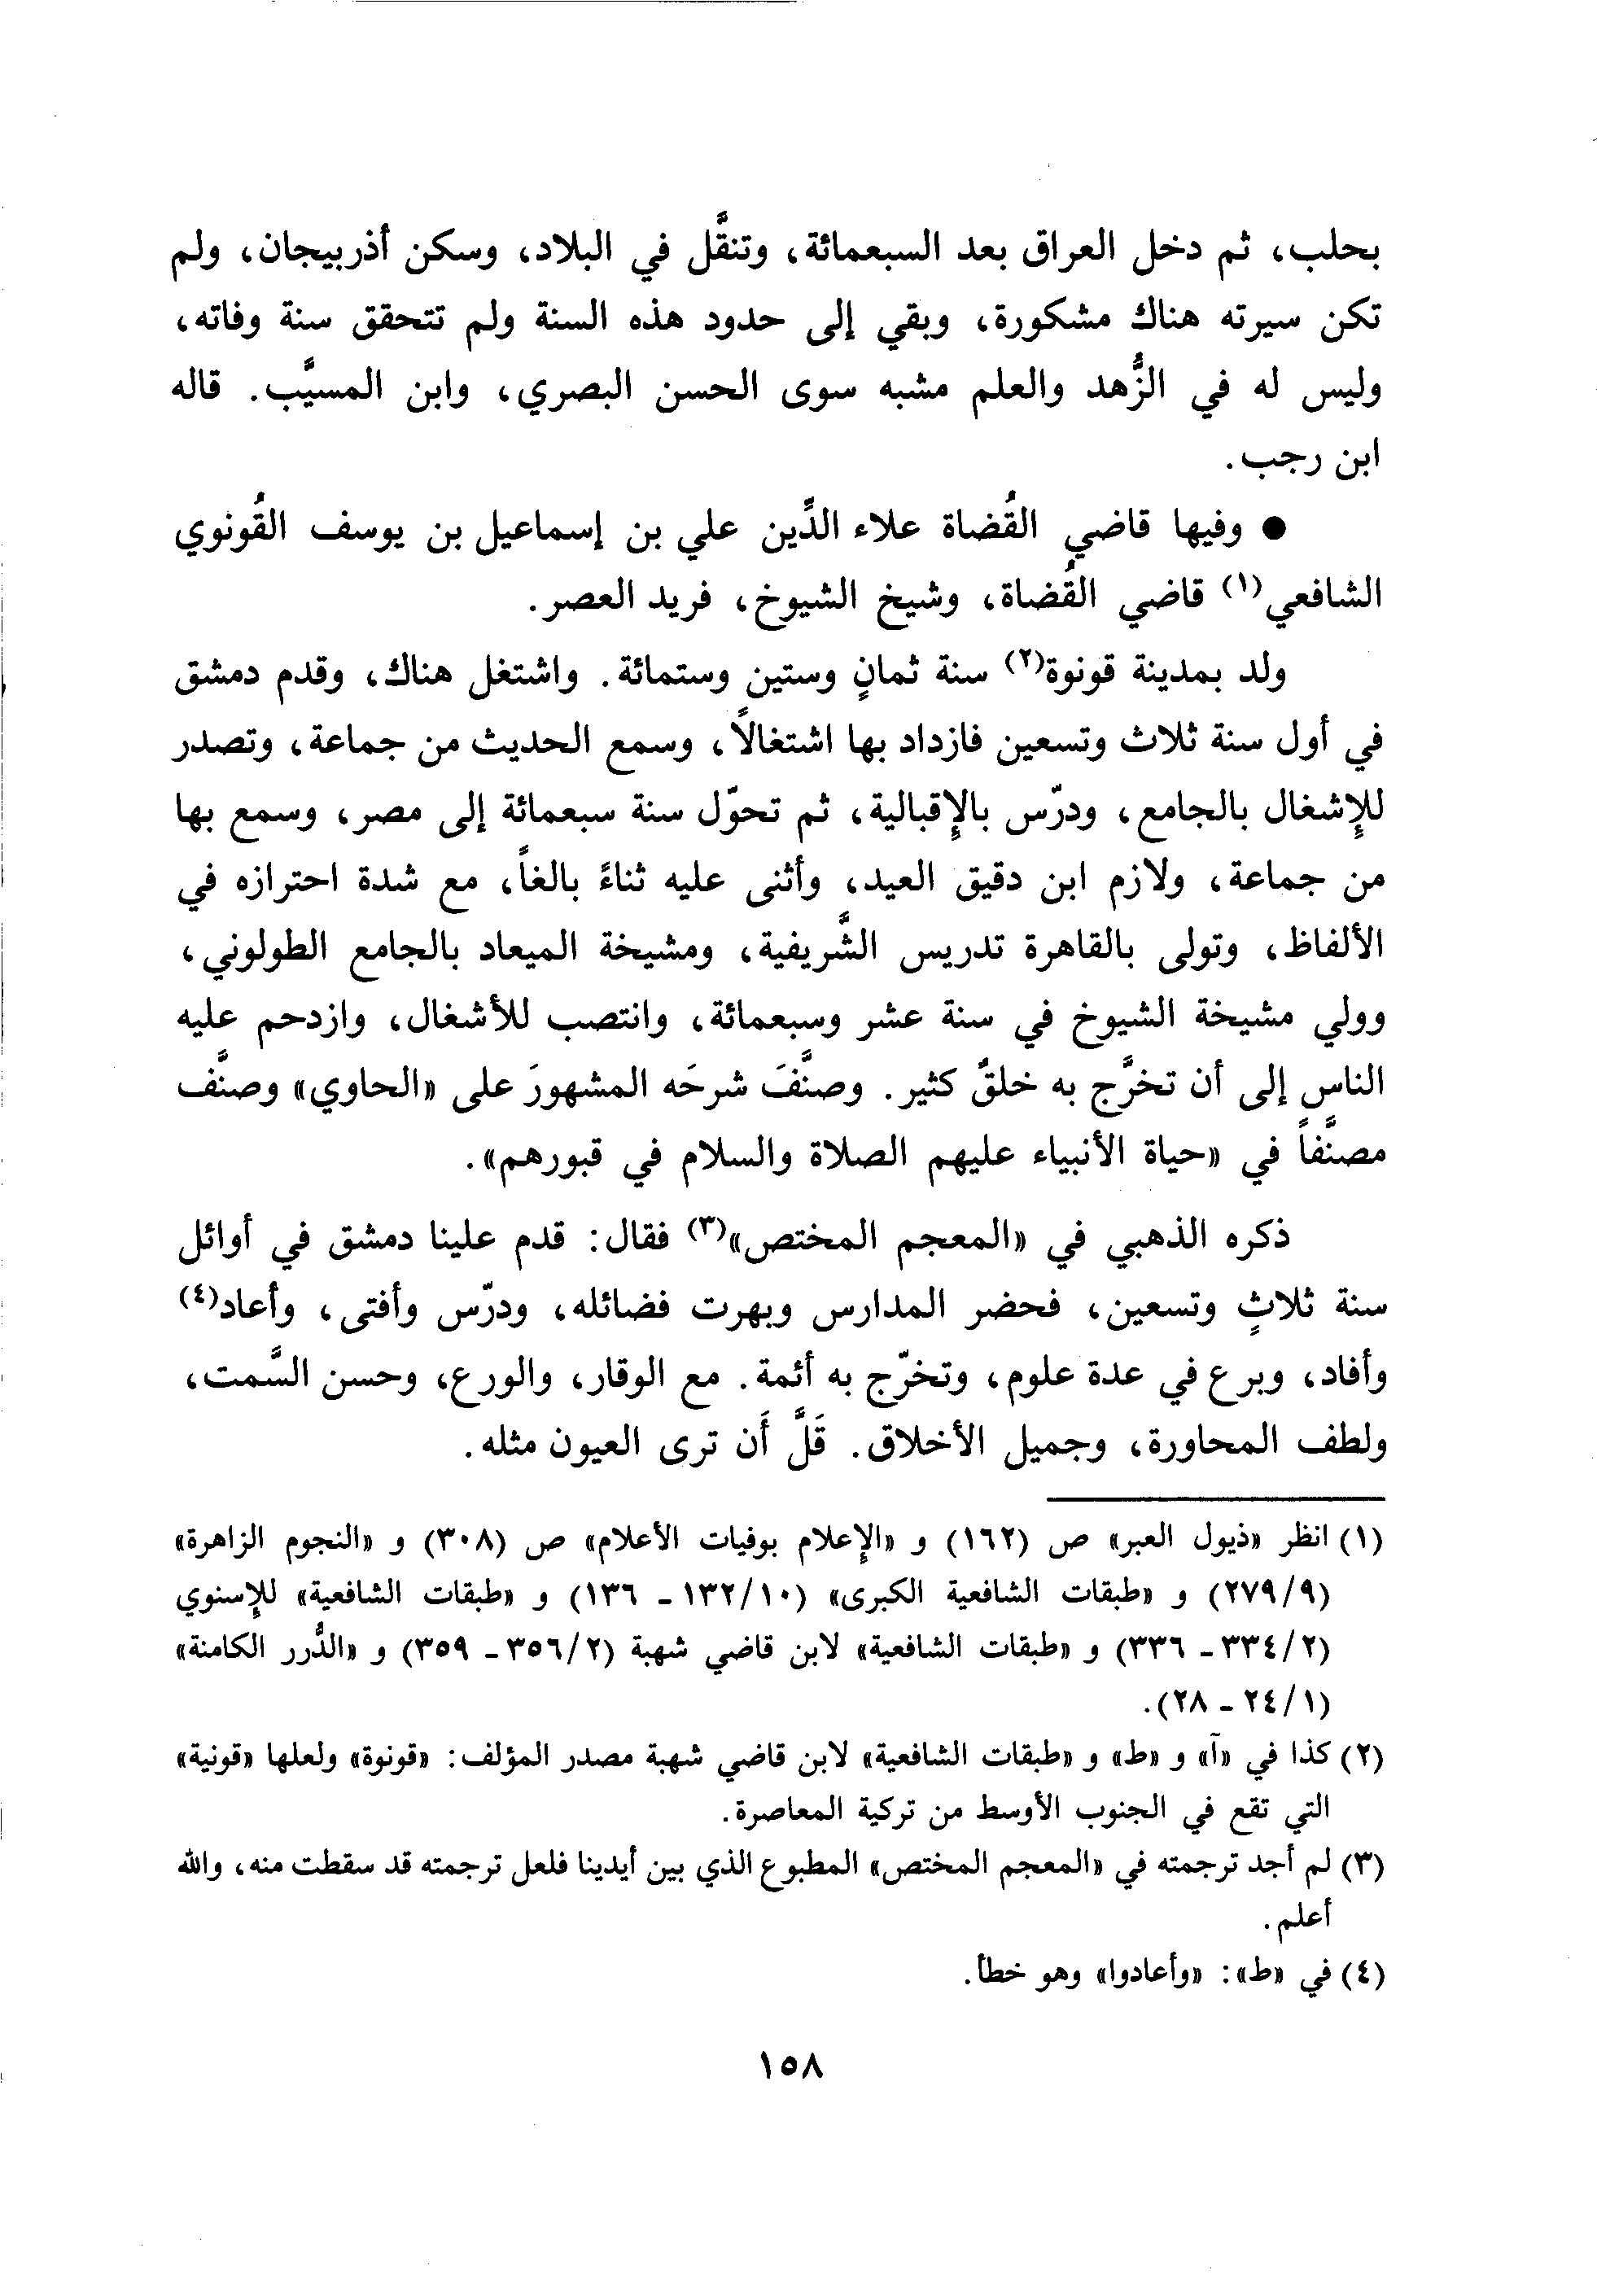 بحلب، ثم دخل العراق بعد السبعمائة، وتنقَّل في البلاد، وسكن أذربيجان، ولم
تكن سيرته هناك مشكورة، وبقي إلى حدود هذه السنة ولم تتحقق سنة وفاته،
وليس له في الزُّهد والعلم مشبه سوى الحسن البصري، وابن المسيَّب. قاله
ابن رجب.
● وفيها قاضي القُضاة علاء الدِّين علي بن إسماعيل بن يوسف القُونوي
الشافعي(١) قاضي القُضاة، وشيخ الشيوخ، فريد العصر.
ولد بمدينة قونوة(٢) سنة ثمانٍ وستين وستمائة. واشتغل هناك، وقدم دمشق
في أول سنة ثلاث وتسعين فازداد بها اشتغالًا، وسمع الحديث من جماعة، وتصدر
للإشغال بالجامع، ودرّس بالإقبالية، ثم تحوّل سنة سبعمائة إلى مصر، وسمع بها
من جماعة، ولازم ابن دقيق العيد، وأثنى عليه ثناءً بالغاً، مع شدة احترازه في
الألفاظ، وتولى بالقاهرة تدريس الشَّريفية، ومشيخة الميعاد بالجامع الطولوني،
وولي مشيخة الشيوخ في سنة عشر وسبعمائة، وانتصب للأشغال، وازدحم عليه
الناس إلى أن تخرَّج به خلقٌ كثير. وصنَّفَ شرحَه المشهورَ على «الحاوي» وصنَّف
مصنَّفاً في «حياة الأنبياء عليهم الصلاة والسلام في قبورهم».
ذكره الذهبي في «المعجم المختص»(٣) فقال: قدم علينا دمشق في أوائل
سنة ثلاثٍ وتسعين، فحضر المدارس وبهرت فضائله، ودرّس وأفتى، وأعاد(٤)
وأفاد، وبرع في عدة علوم، وتخرّج به أئمة. مع الوقار، والورع، وحسن السَّمت،
ولطف المحاورة، وجميل الأخلاق. قَلَّ أَن ترى العيون مثله.
(١) انظر «ذيول العبر» ص (١٦٢) و «الإعلام بوفيات الأعلام» ص (٣٠٨) و «النجوم الزاهرة»
(٢٧٩/٩) و «طبقات الشافعية الكبرى» (١٣٢/١٠ - ١٣٦) و «طبقات الشافعية» للإسنوي
(٣٣٤/٢ - ٣٣٦) و «طبقات الشافعية» لابن قاضي شهبة (٣٥٦/٢ - ٣٥٩) و «الدُّرر الكامنة»
(٢٤/١ - ٢٨).
(٢) كذا في «آ» و «ط» و «طبقات الشافعية» لابن قاضي شهبة مصدر المؤلف: «قونوة» ولعلها «قونية»
التي تقع في الجنوب الأوسط من تركية المعاصرة.
(٣) لم أجد ترجمته في «المعجم المختص» المطبوع الذي بين أيدينا فلعل ترجمته قد سقطت منه، والله
أعلم.
(٤) في «ط»: «وأعادوا» وهو خطأ.
١٥٨